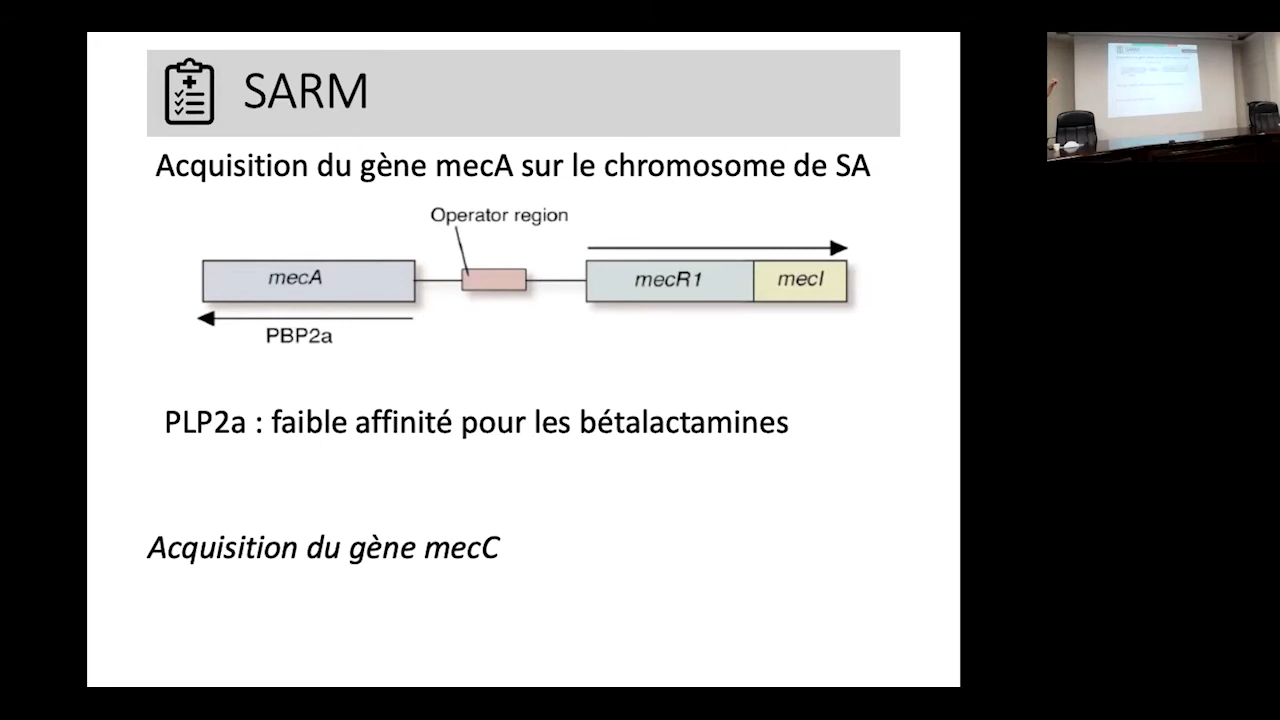 SARM
Acquisition du gène mecA sur le chromosome de SA
Operator region
mecA
mecR1
mecI
PBP2a
PLP2a : faible affinité pour les bétalactamines
Acquisition du gène mecC